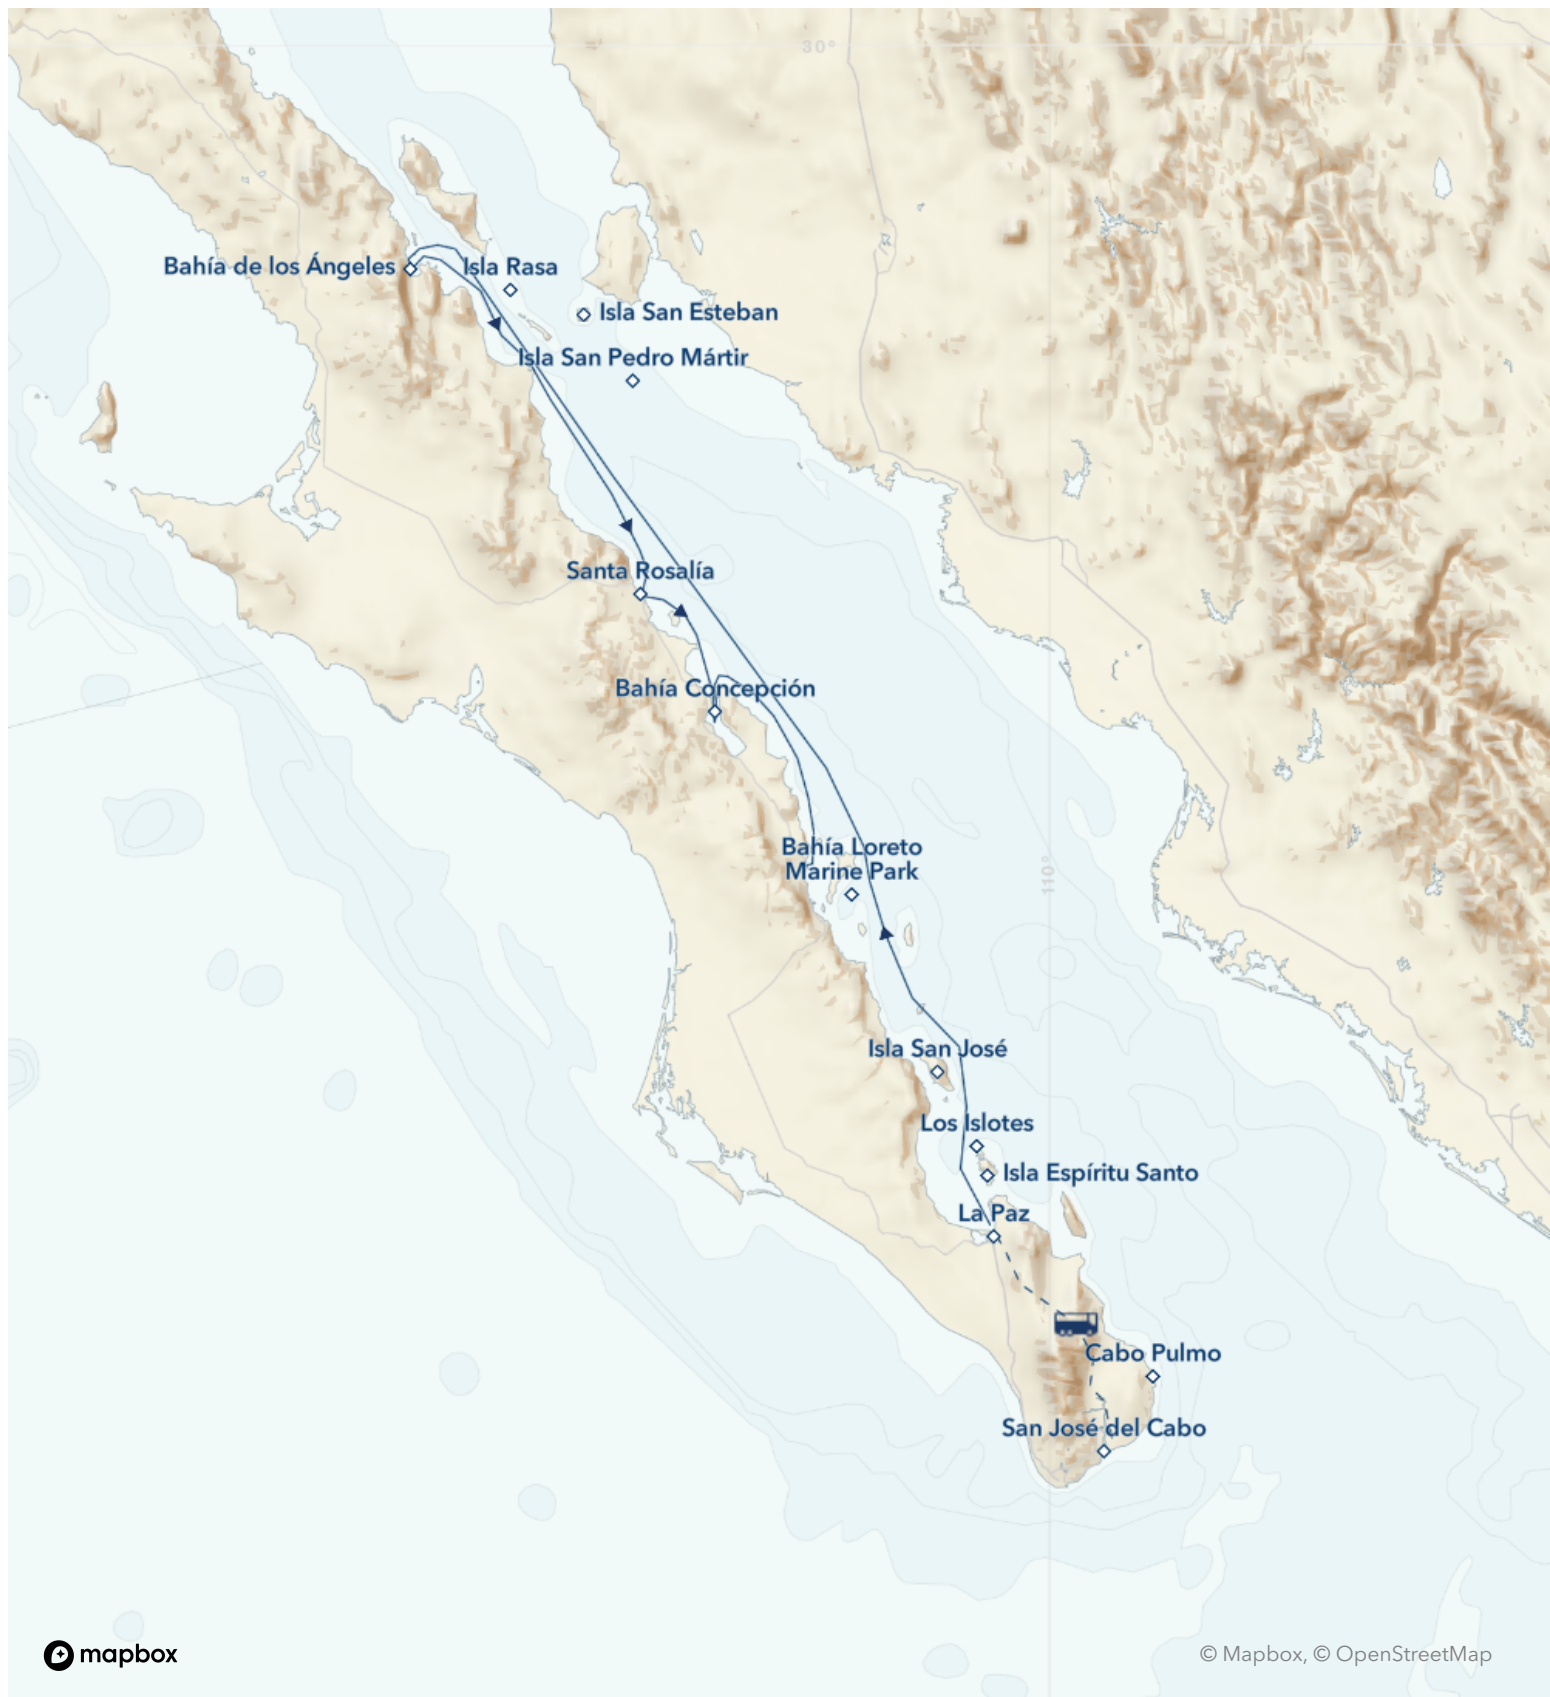 30°
Bahía de los Ángeles
Isla Rasa
Isla San Esteban
Isla San Pedro Mártir
Santa Rosalía
Bahía Concepción
Bahía Loreto
Marine Park
110°
Isla San José
Los Islotes
Isla Espíritu Santo
La Paz
Cabo Pulmo
San José del Cabo
mapbox
© Mapbox, © OpenStreetMap